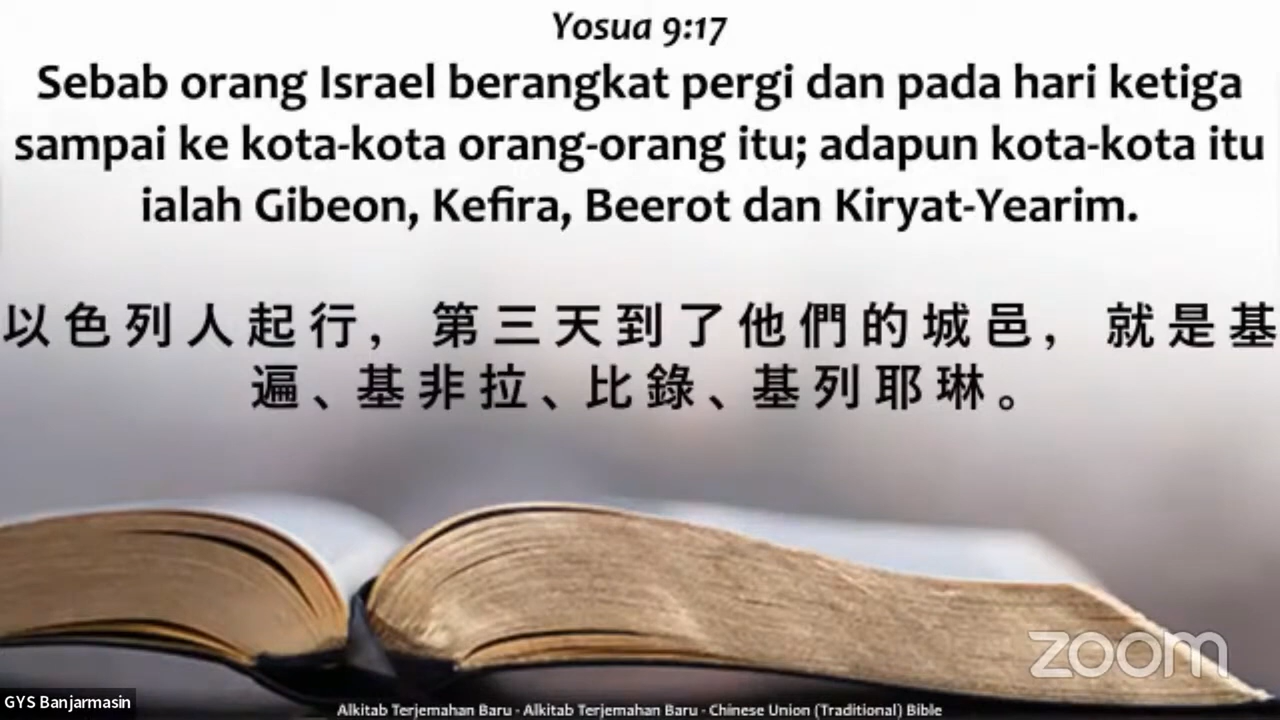 Yosua 9:17
Sebab orang Israel berangkat pergi dan pada hari ketiga
sampai ke kota-kota orang-orang itu; adapun kota-kota itu
ialah Gibeon, Kefira, Beerot dan Kiryat-Yearim.
以色列人起行，第三天到了他們的城邑，就是基
遍、基非拉、比錄、基列耶琳。
zoom
GYS Banjarmasin
Alkitab Terjemahan Baru - Alkitab Terjemahan Baru - Chinese Union (Traditional) Bible